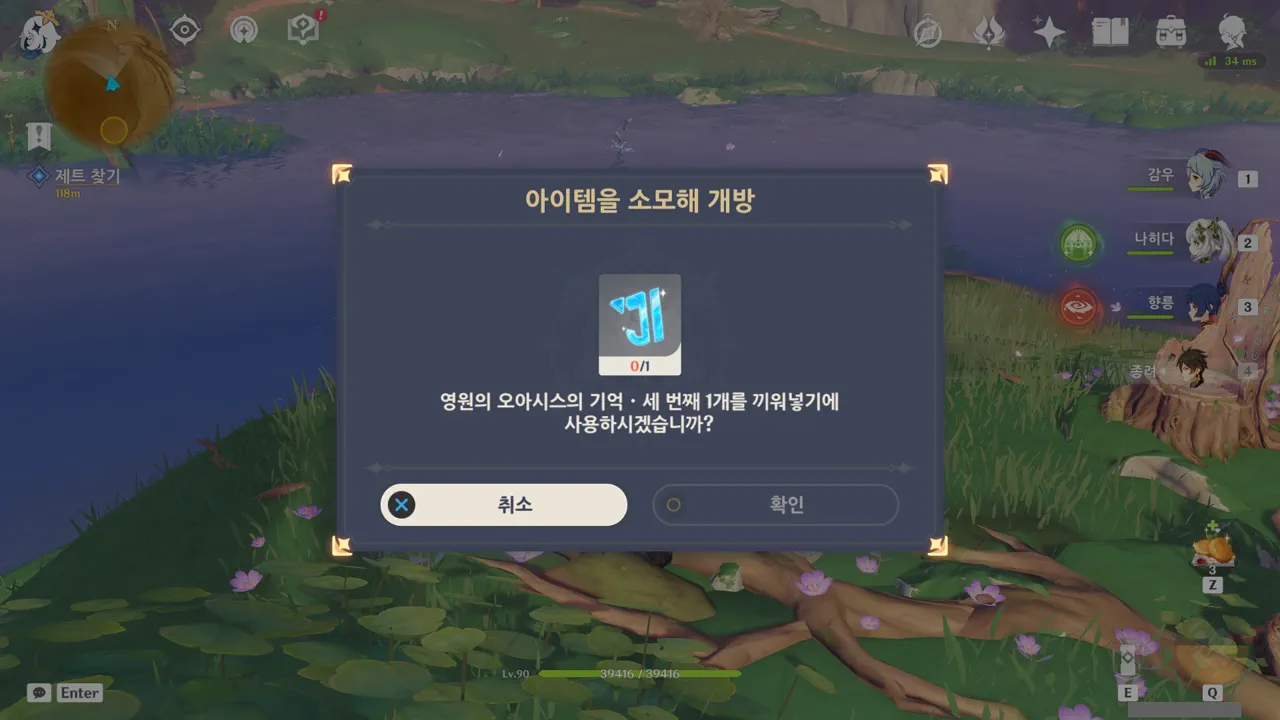 N
34 ms
제트 찾기
118m
감우
1
나히다
2
향릉
3
종려
4
아이템을 소모해 개방
0/1
영원의 오아시스의 기억 · 세 번째 1개를 끼워넣기에
사용하시겠습니까?
취소
확인
3
Z
Lv.90
39416 / 39416
Enter
E
Q